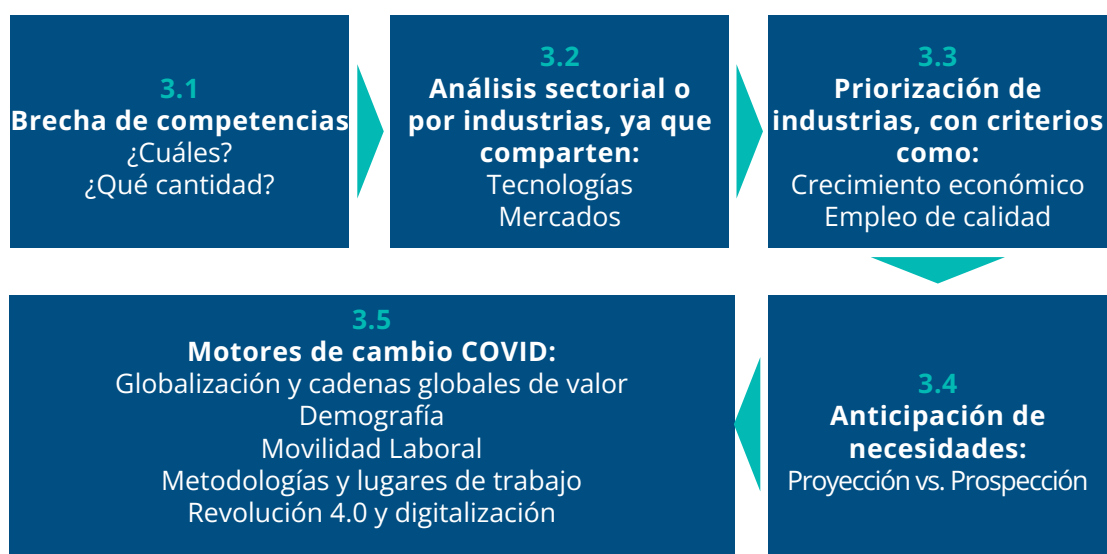 3.1
Brecha de competencias
¿Cuáles?
¿Qué cantidad?
3.2
Análisis sectorial o
por industrias, ya que
comparten:
Tecnologías
Mercados
3.3
Priorización de
industrias, con criterios
como:
Crecimiento económico
Empleo de calidad
3.4
Anticipación de
necesidades:
Proyección vs. Prospección
3.5
Motores de cambio COVID:
Globalización y cadenas globales de valor
Demografía
Movilidad Laboral
Metodologías y lugares de trabajo
Revolución 4.0 y digitalización